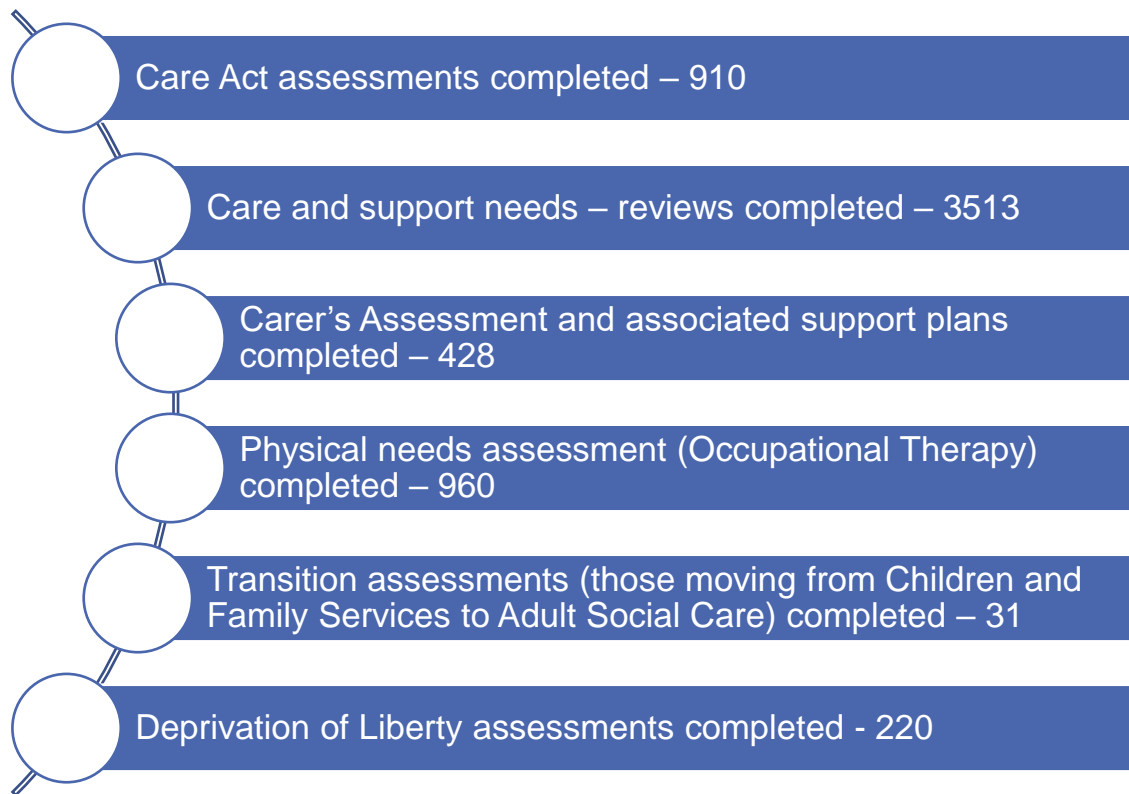 Care Act assessments completed – 910
Care and support needs – reviews completed – 3513
Carer’s Assessment and associated support plans
completed – 428
Physical needs assessment (Occupational Therapy)
completed – 960
Transition assessments (those moving from Children and
Family Services to Adult Social Care) completed – 31
Deprivation of Liberty assessments completed - 220